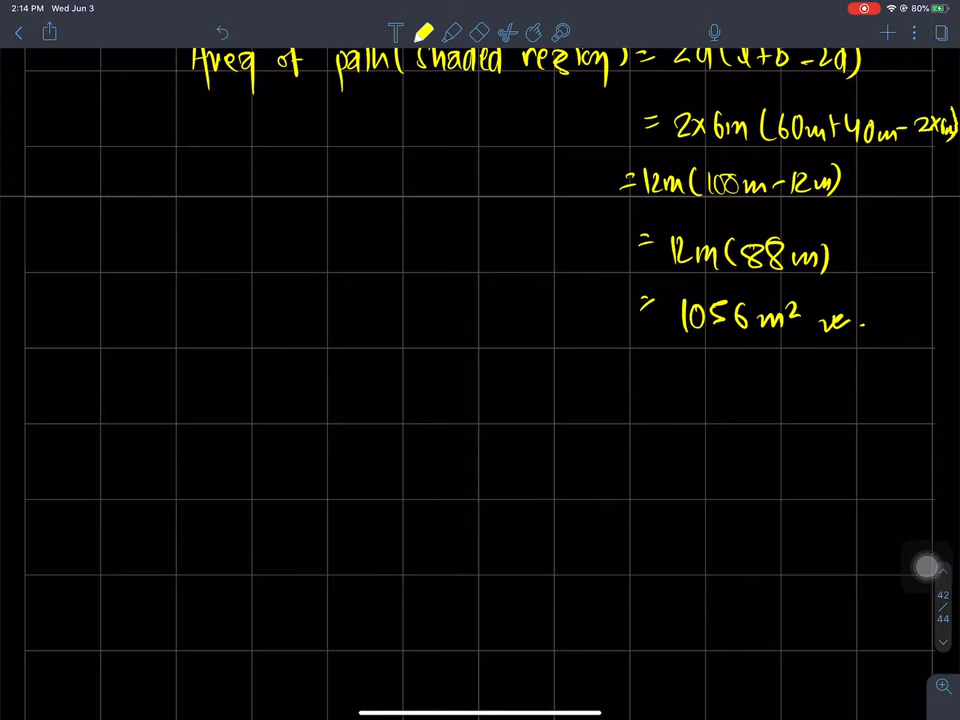 2:14 PM Wed Jun 3
80%
T
Area of path (shaded region) = 2d(l+b-2d)
= 2×6m (60m+40m-2×6m)
=12m(100m-12m)
= 12m(88m)
= 1056 m²
42
/
44